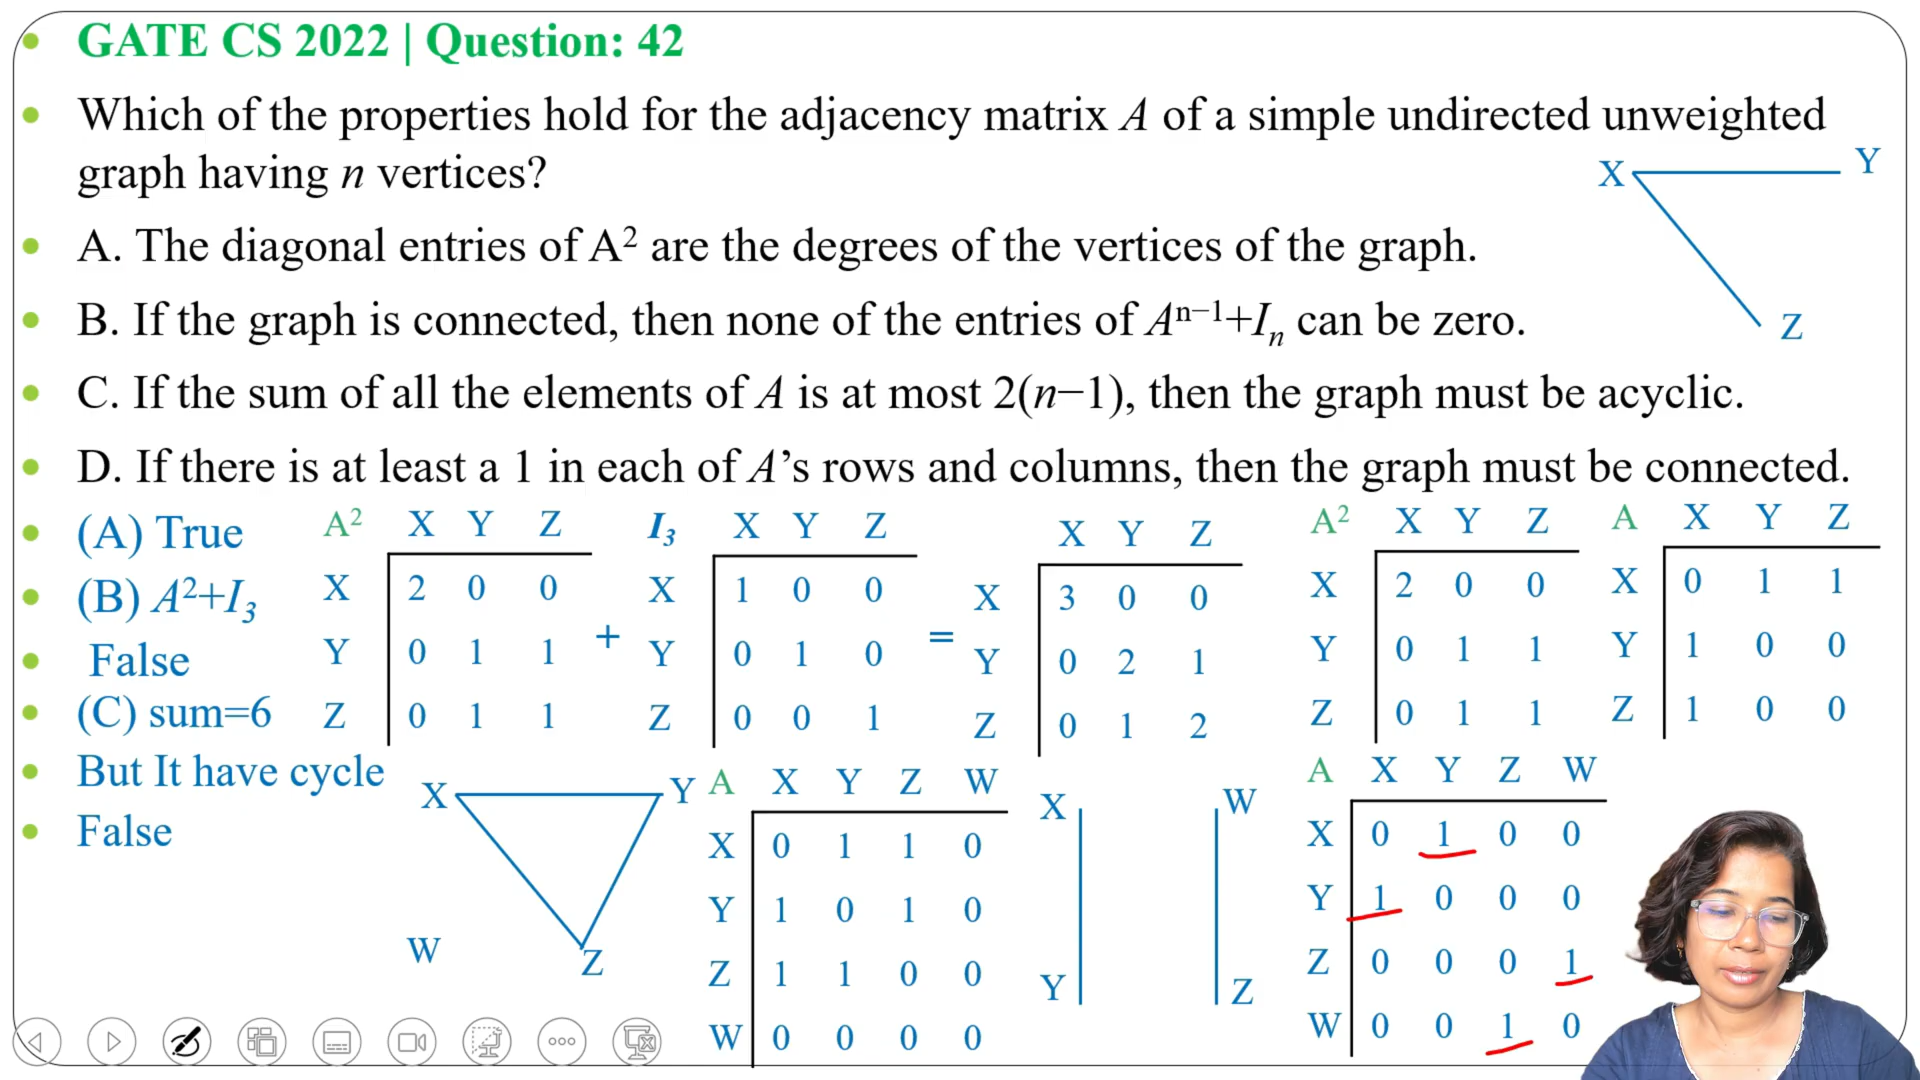 GATE CS 2022 | Question: 42
Which of the properties hold for the adjacency matrix A of a simple undirected unweighted
graph having n vertices?
X Y
Z
A. The diagonal entries of A² are the degrees of the vertices of the graph.
B. If the graph is connected, then none of the entries of Aⁿ⁻¹+Iₙ can be zero.
C. If the sum of all the elements of A is at most 2(n−1), then the graph must be acyclic.
D. If there is at least a 1 in each of A’s rows and columns, then the graph must be connected.
(A) True
(B) A²+I₃
False
(C) sum=6
But It have cycle
False
A² X Y Z
X 2 0 0
Y 0 1 1
Z 0 1 1
+
I₃ X Y Z
X 1 0 0
Y 0 1 0
Z 0 0 1
=
X Y Z
X 3 0 0
Y 0 2 1
Z 0 1 2
A² X Y Z
X 2 0 0
Y 0 1 1
Z 0 1 1
A X Y Z
X 0 1 1
Y 1 0 0
Z 1 0 0
X Y
W Z
A X Y Z W
X 0 1 1 0
Y 1 0 1 0
Z 1 1 0 0
W 0 0 0 0
X W
Y Z
A X Y Z W
X 0 1 0 0
Y 1 0 0 0
Z 0 0 0 1
W 0 0 1 0